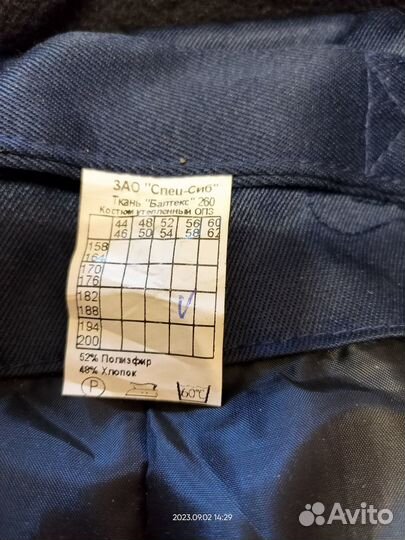 ЗАО "Спец-Сиб"
Ткань "Балтекс" 260
Костюм утепленный ОПЗ
44 48 52 56 60
46 50 54 58 62
158
164
170
176
182
188
194
200
52% Полиэфир
48% Хлопок
P 60°C
2023.09.02 14:29
Avito